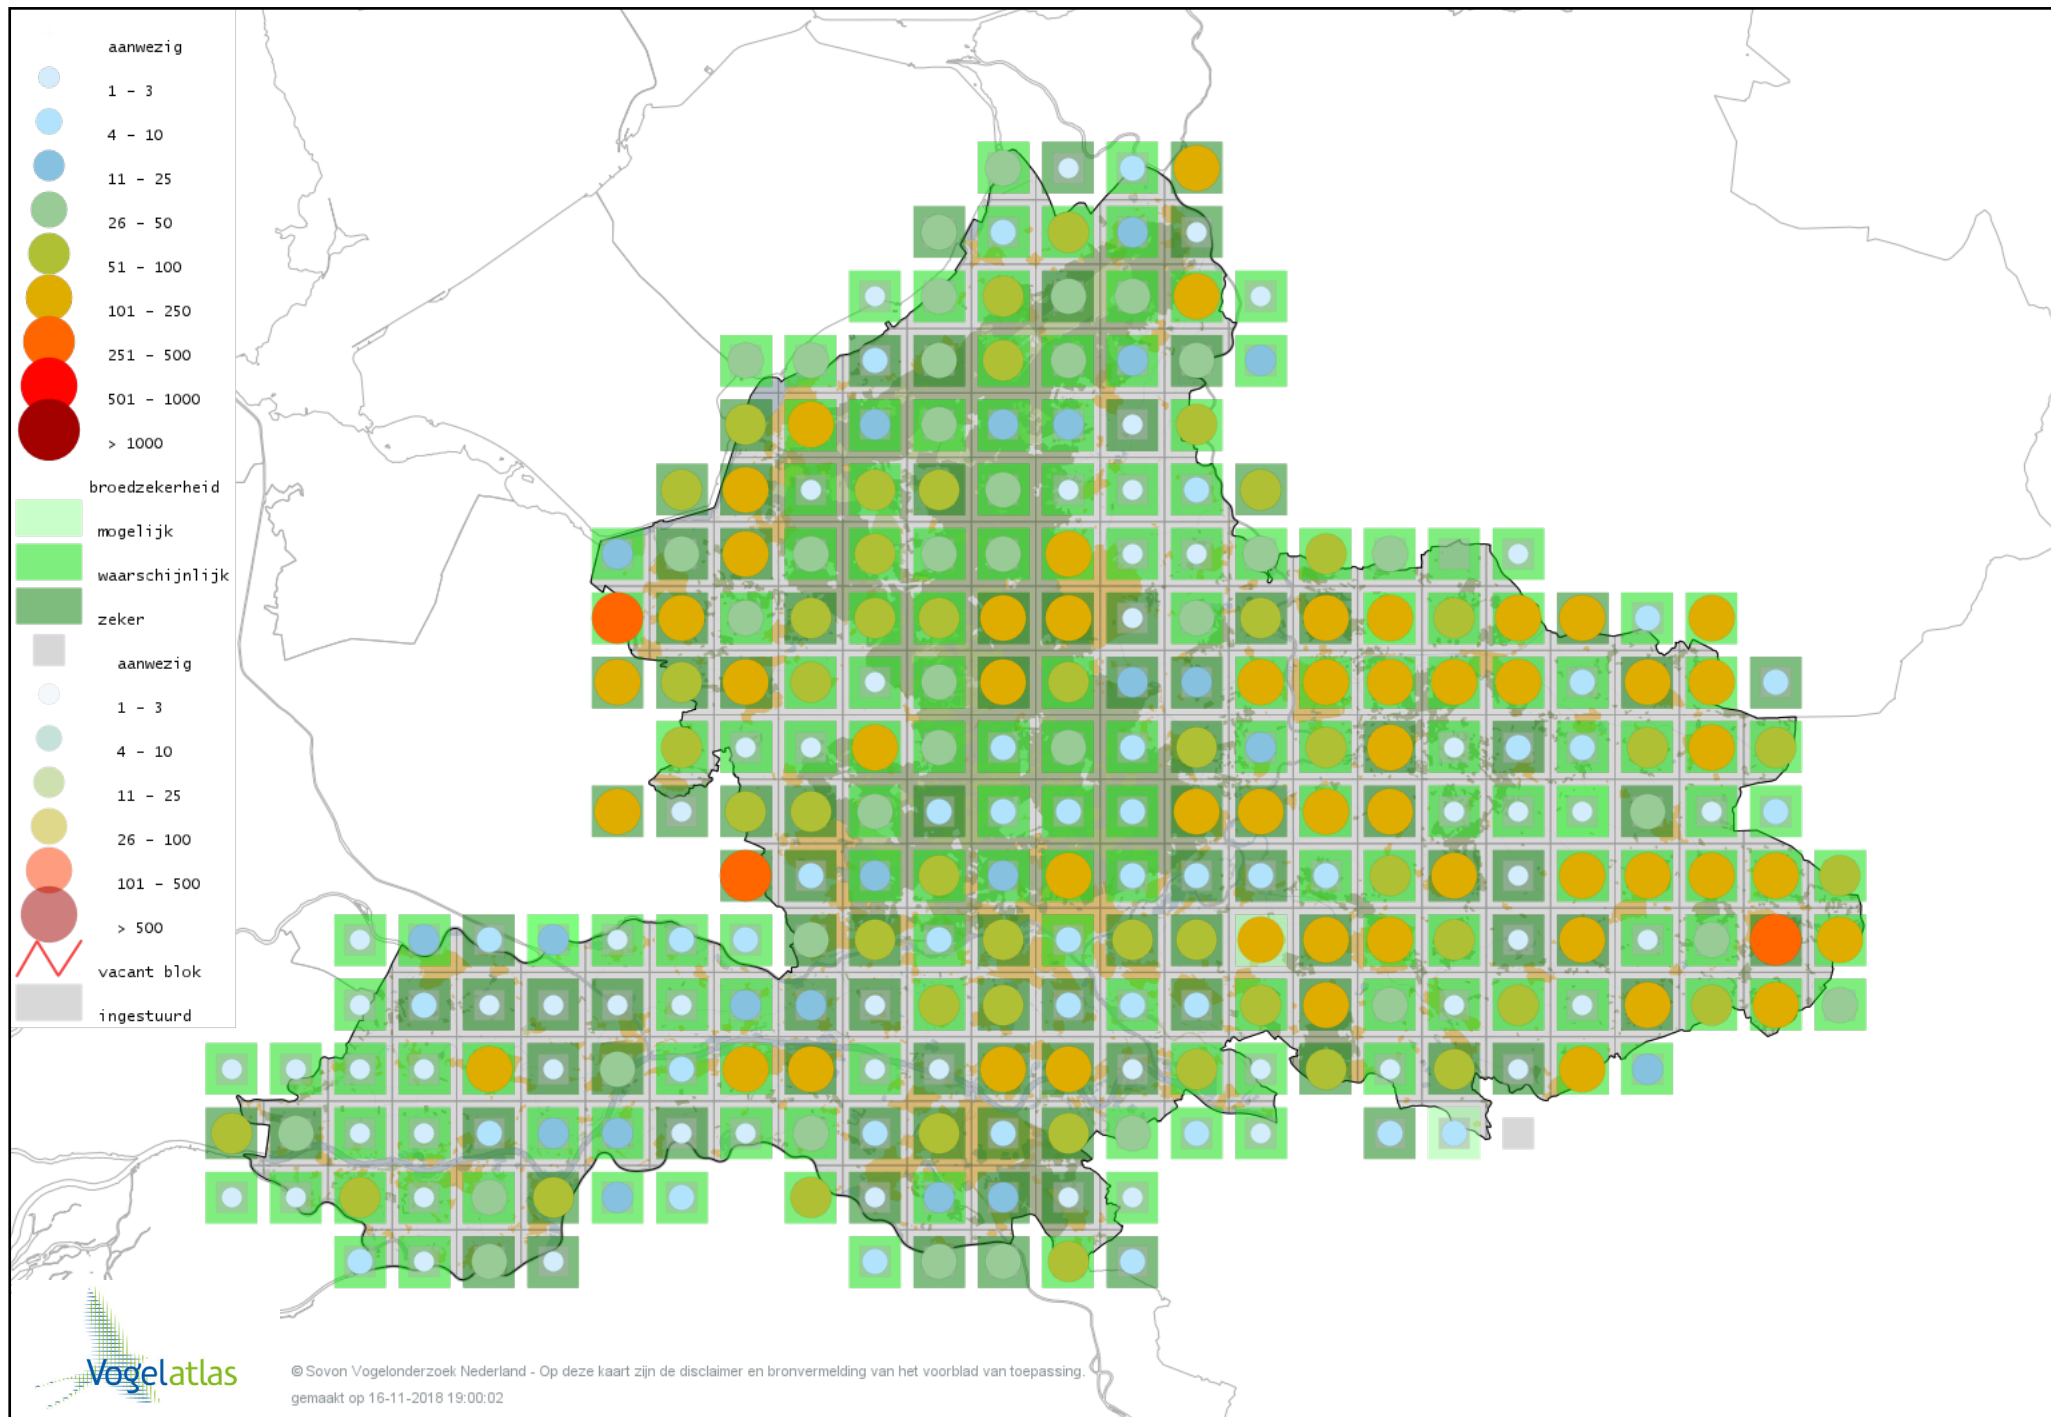 aanwezig
1 - 3
4 - 10
11 - 25
26 - 50
51 - 100
101 - 250
251 - 500
501 - 1000
> 1000
broedzekerheid
mogelijk
waarschijnlijk
zeker
aanwezig
1 - 3
4 - 10
11 - 25
26 - 100
101 - 500
> 500
vacant blok
ingestuurd
Vogelatlas
© Sovon Vogelonderzoek Nederland - Op deze kaart zijn de disclaimer en bronvermelding van het voorblad van toepassing.
gemaakt op 16-11-2018 19:00:02